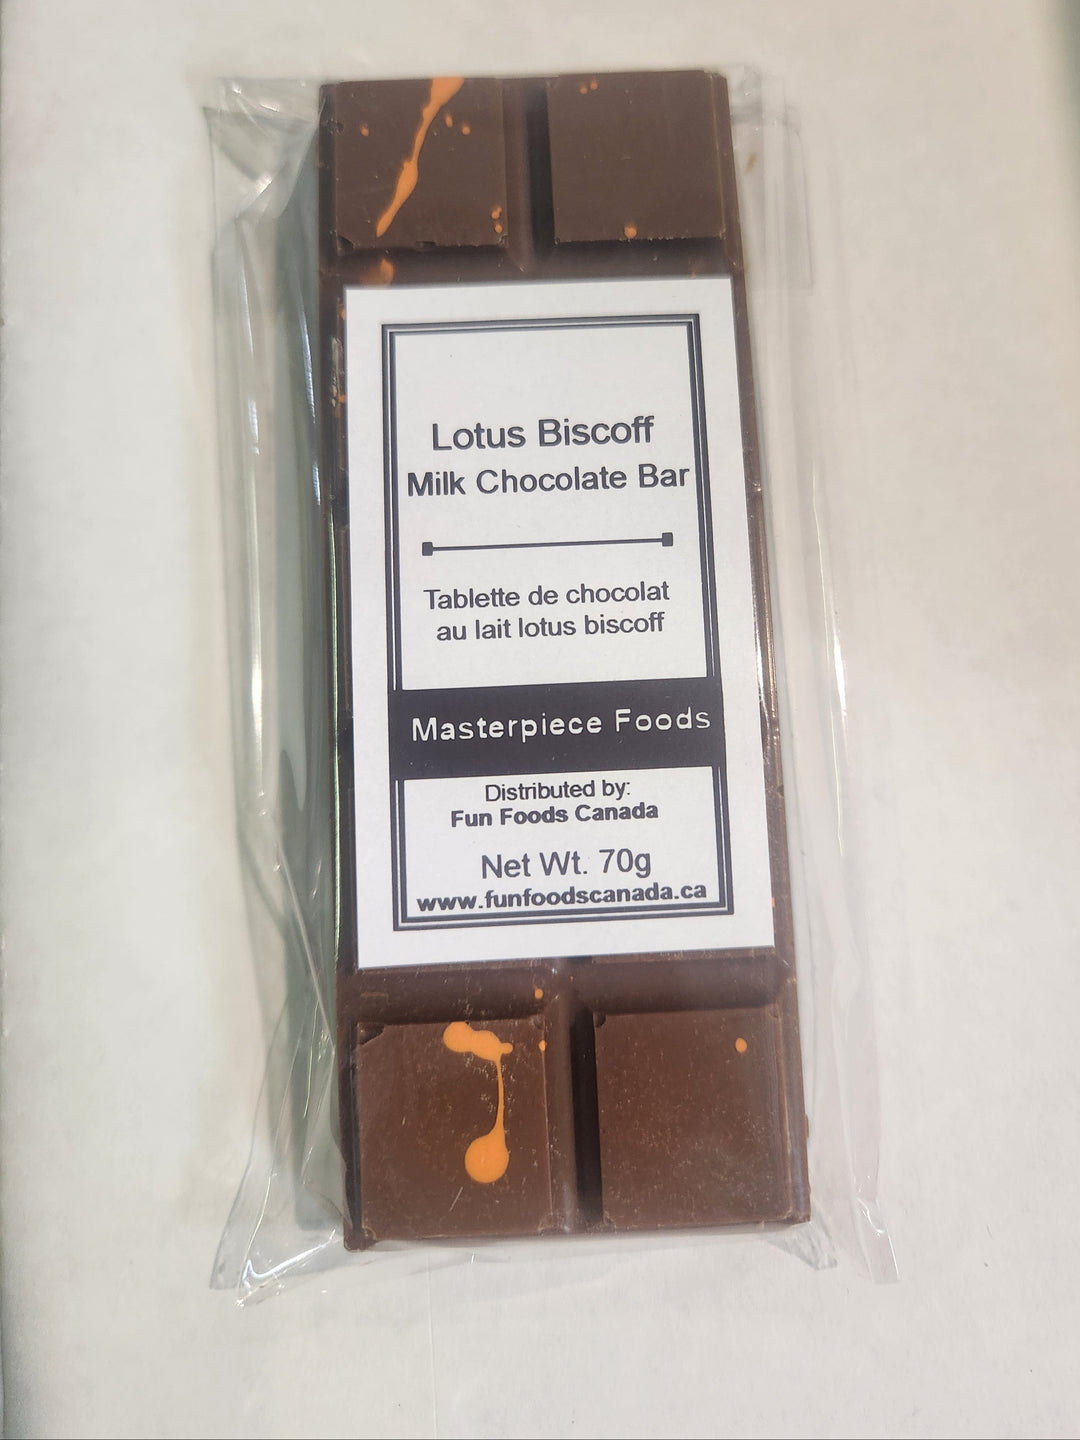 Lotus Biscoff
Milk Chocolate Bar
Tablette de chocolat
au lait lotus biscoff
Masterpiece Foods
Distributed by:
Fun Foods Canada
Net Wt. 70g
www.funfoodscanada.ca